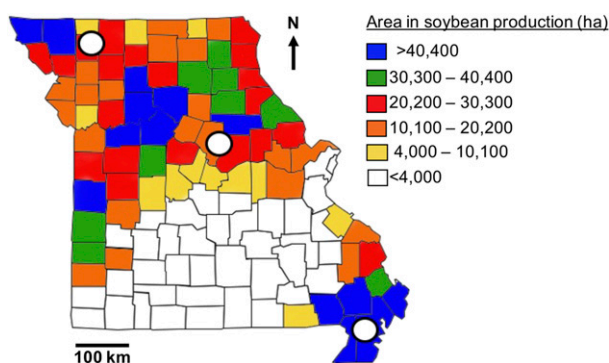 N
Area in soybean production (ha)
>40,400
30,300 – 40,400
20,200 – 30,300
10,100 – 20,200
4,000 – 10,100
<4,000
100 km